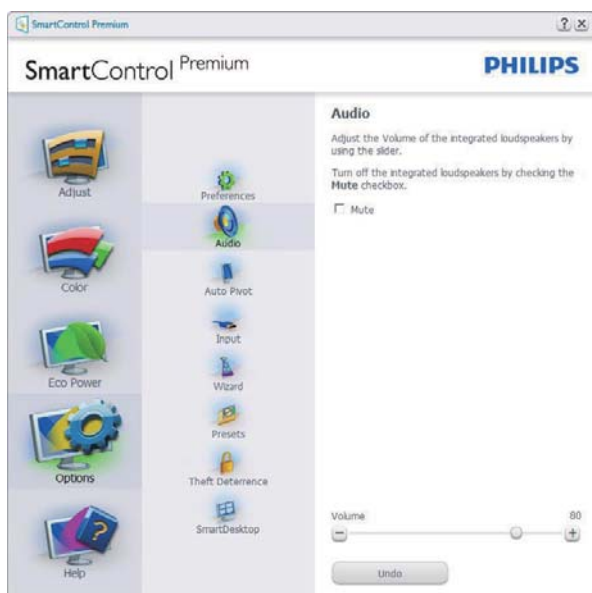 SmartControl Premium
? X
SmartControl Premium
PHILIPS
Adjust
Color
Eco Power
Options
Help
Preferences
Audio
Auto Pivot
Input
Wizard
Presets
Theft Deterrence
SmartDesktop
Audio
Adjust the Volume of the integrated loudspeakers by
using the slider.
Turn off the integrated loudspeakers by checking the
Mute checkbox.
Mute
Volume 80
Undo